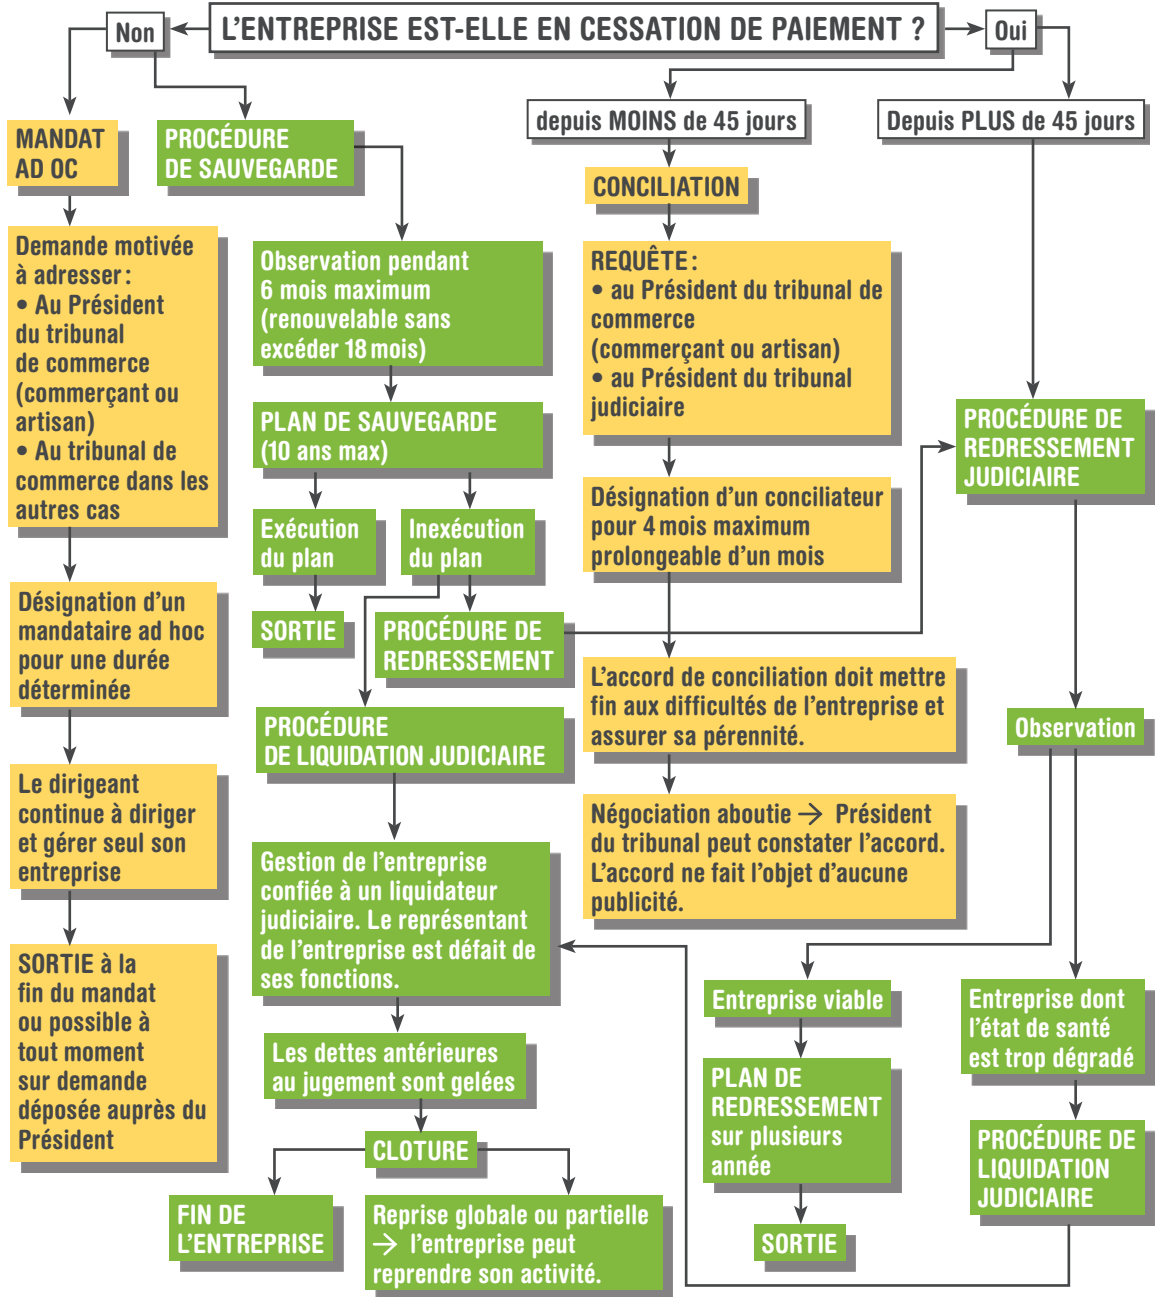 L'ENTREPRISE EST-ELLE EN CESSATION DE PAIEMENT ?
Non
Oui
MANDAT
AD OC
PROCÉDURE
DE SAUVEGARDE
depuis MOINS de 45 jours
Depuis PLUS de 45 jours
CONCILIATION
Demande motivée
à adresser :
• Au Président
du tribunal
de commerce
(commerçant ou
artisan)
• Au tribunal de
commerce dans les
autres cas
Désignation d'un
mandataire ad hoc
pour une durée
déterminée
Le dirigeant
continue à diriger
et gérer seul son
entreprise
SORTIE à la
fin du mandat
ou possible à
tout moment
sur demande
déposée auprès du
Président
Observation pendant
6 mois maximum
(renouvelable sans
excéder 18 mois)
PLAN DE SAUVEGARDE
(10 ans max)
Exécution
du plan
Inexécution
du plan
SORTIE
PROCÉDURE DE
REDRESSEMENT
PROCÉDURE
DE LIQUIDATION JUDICIAIRE
Gestion de l'entreprise
confiée à un liquidateur
judiciaire. Le représentant
de l'entreprise est défait de
ses fonctions.
Les dettes antérieures
au jugement sont gelées
CLOTURE
FIN DE
L'ENTREPRISE
Reprise globale ou partielle
→ l'entreprise peut
reprendre son activité.
REQUÊTE :
• au Président du tribunal de
commerce
(commerçant ou artisan)
• au Président du tribunal
judiciaire
Désignation d'un conciliateur
pour 4 mois maximum
prolongeable d'un mois
L'accord de conciliation doit mettre
fin aux difficultés de l'entreprise et
assurer sa pérennité.
Négociation aboutie → Président
du tribunal peut constater l'accord.
L'accord ne fait l'objet d'aucune
publicité.
PROCÉDURE DE
REDRESSEMENT
JUDICIAIRE
Observation
Entreprise viable
PLAN DE
REDRESSEMENT
sur plusieurs
année
SORTIE
Entreprise dont
l'état de santé
est trop dégradé
PROCÉDURE DE
LIQUIDATION
JUDICIAIRE